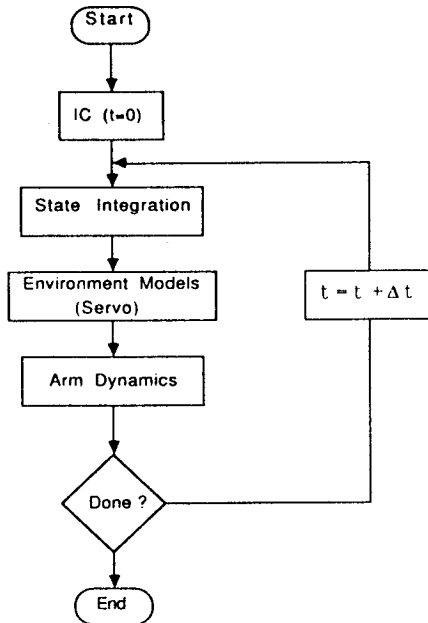 Start
IC (t=0)
State Integration
Environment Models
(Servo)
t = t + Δ t
Arm Dynamics
Done ?
End